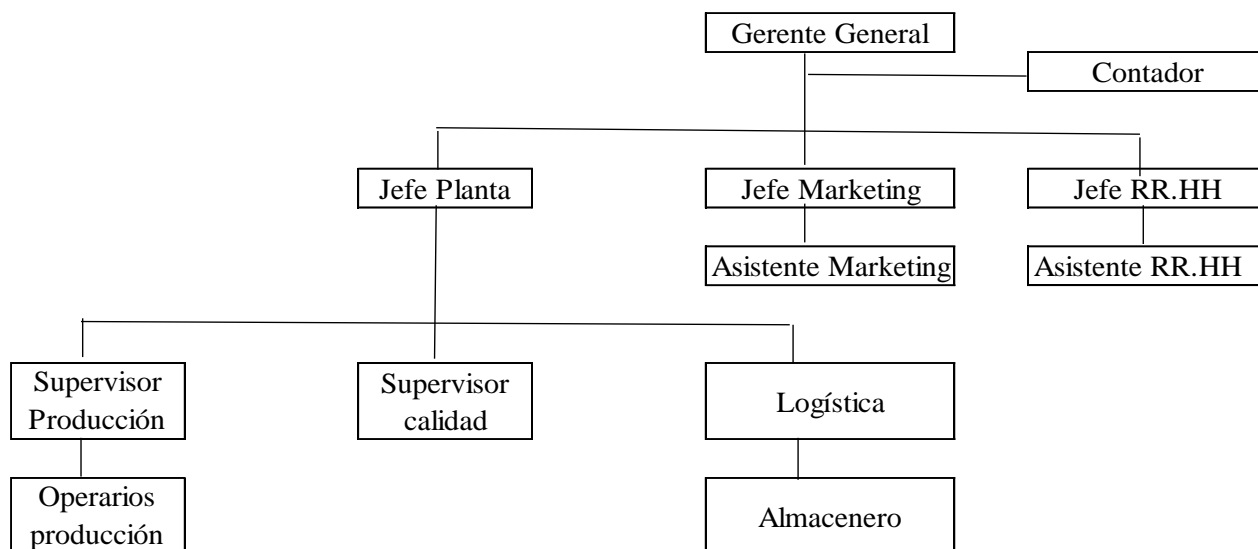 Gerente General
Contador
Jefe Planta
Jefe Marketing
Jefe RR.HH
Asistente Marketing
Asistente RR.HH
Supervisor
Producción
Supervisor
calidad
Logística
Operarios
producción
Almacenero